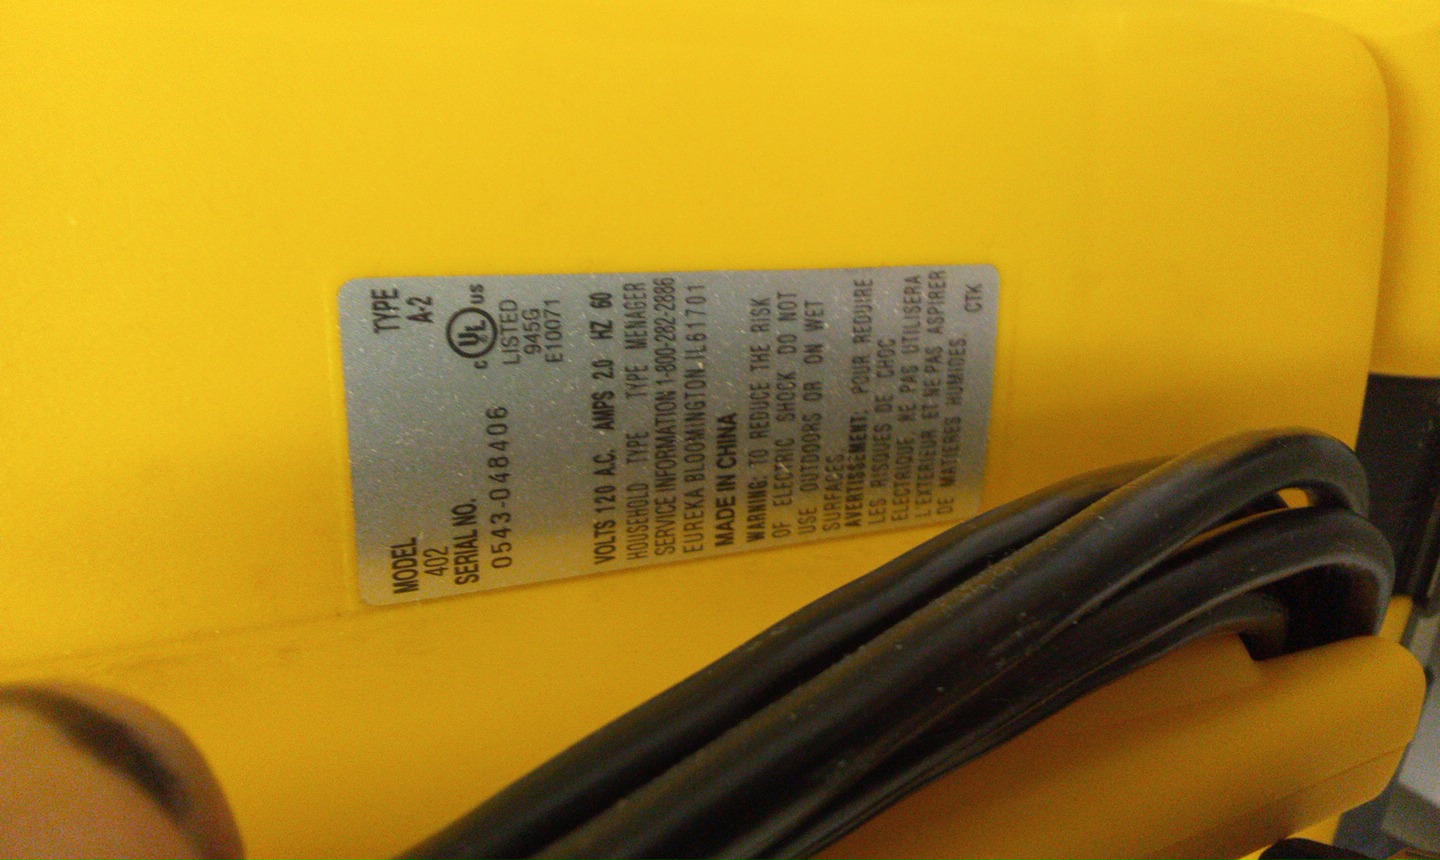 MODEL
402
SERIAL NO.
0543-048406
TYPE
A-2
c UL us
LISTED
945G
E10071
VOLTS 120 A.C. AMPS 2.0 HZ 60
HOUSEHOLD TYPE TYPE MENAGER
SERVICE INFORMATION 1-800-282-2886
EUREKA BLOOMINGTON.IL61701
MADE IN CHINA
WARNING: TO REDUCE THE RISK
OF ELECTRIC SHOCK DO NOT
USE OUTDOORS OR ON WET
SURFACES.
AVERTISSEMENT: POUR REDUIRE
LES RISQUES DE CHOC
ELECTRIQUE NE PAS UTILISERA
L'EXTERIEUR ET NE PAS ASPIRER
DE MATIERES HUMIDES.
CTK